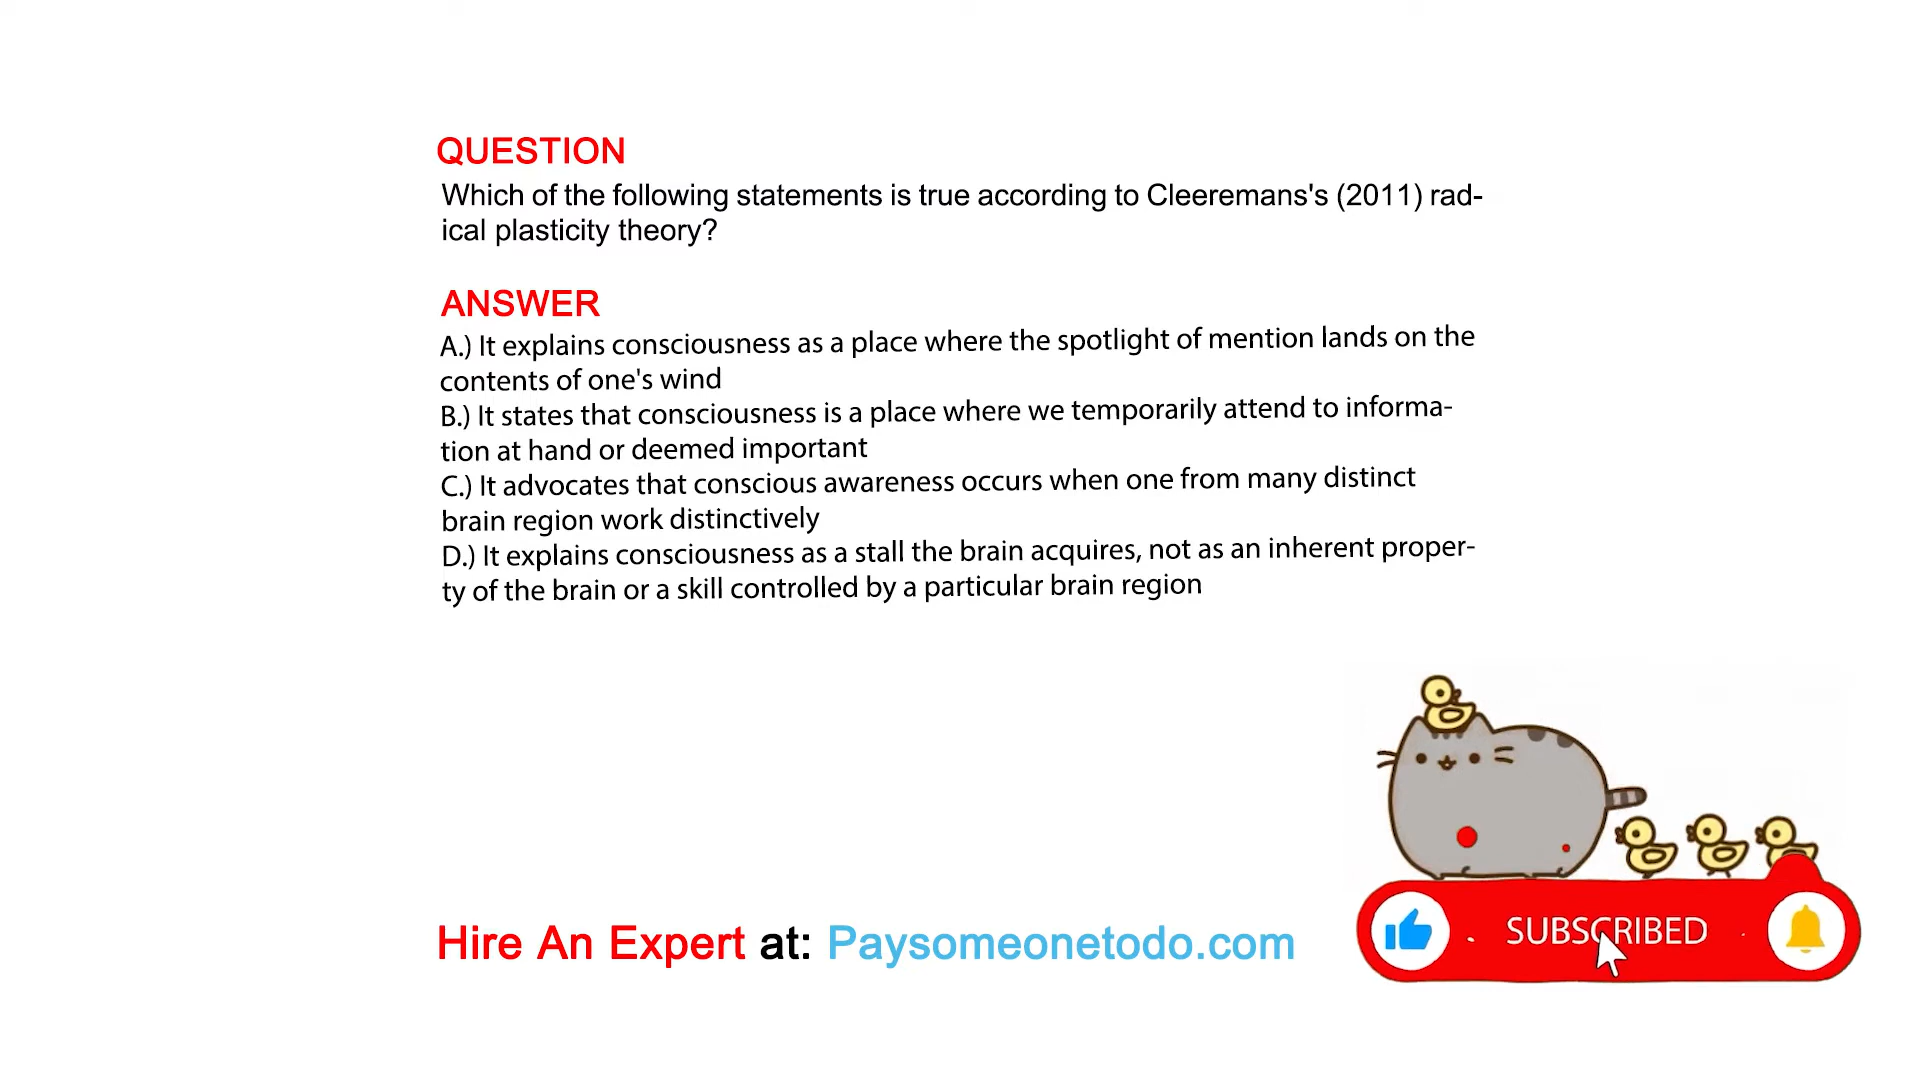 QUESTION
Which of the following statements is true according to Cleeremans's (2011) rad-
ical plasticity theory?
ANSWER
A.) It explains consciousness as a place where the spotlight of mention lands on the
contents of one's wind
B.) It states that consciousness is a place where we temporarily attend to informa-
tion at hand or deemed important
C.) It advocates that conscious awareness occurs when one from many distinct
brain region work distinctively
D.) It explains consciousness as a stall the brain acquires, not as an inherent proper-
ty of the brain or a skill controlled by a particular brain region
Hire An Expert at: Paysomeonetodo.com
SUBSCRIBED